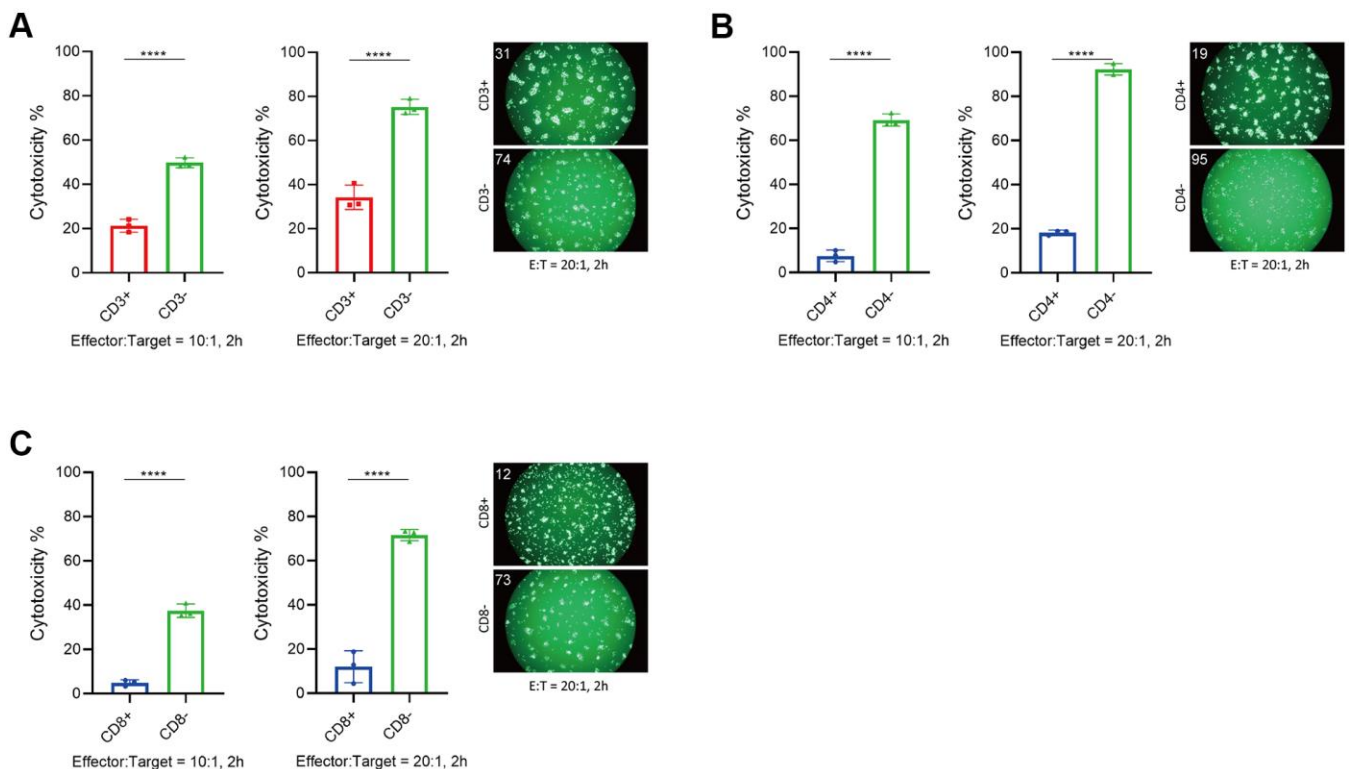 A
100
80
60
40
20
0
Cytotoxicity %
****
CD3+
CD3-
Effector:Target = 10:1, 2h
100
80
60
40
20
0
Cytotoxicity %
****
CD3+
CD3-
Effector:Target = 20:1, 2h
31
CD3+
74
CD3-
E:T = 20:1, 2h
B
100
80
60
40
20
0
Cytotoxicity %
****
CD4+
CD4-
Effector:Target = 10:1, 2h
100
80
60
40
20
0
Cytotoxicity %
****
CD4+
CD4-
Effector:Target = 20:1, 2h
19
CD4+
95
CD4-
E:T = 20:1, 2h
C
100
80
60
40
20
0
Cytotoxicity %
****
CD8+
CD8-
Effector:Target = 10:1, 2h
100
80
60
40
20
0
Cytotoxicity %
****
CD8+
CD8-
Effector:Target = 20:1, 2h
12
CD8+
73
CD8-
E:T = 20:1, 2h